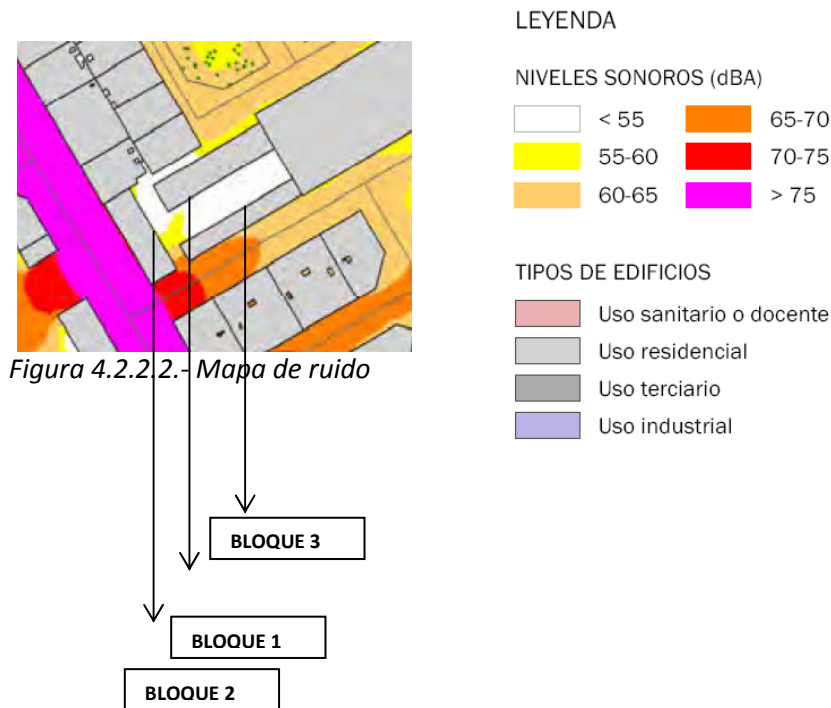 LEYENDA
NIVELES SONOROS (dBA)
< 55
65-70
55-60
70-75
60-65
> 75
TIPOS DE EDIFICIOS
Uso sanitario o docente
Uso residencial
Uso terciario
Uso industrial
Figura 4.2.2.2.- Mapa de ruido
BLOQUE 3
BLOQUE 1
BLOQUE 2